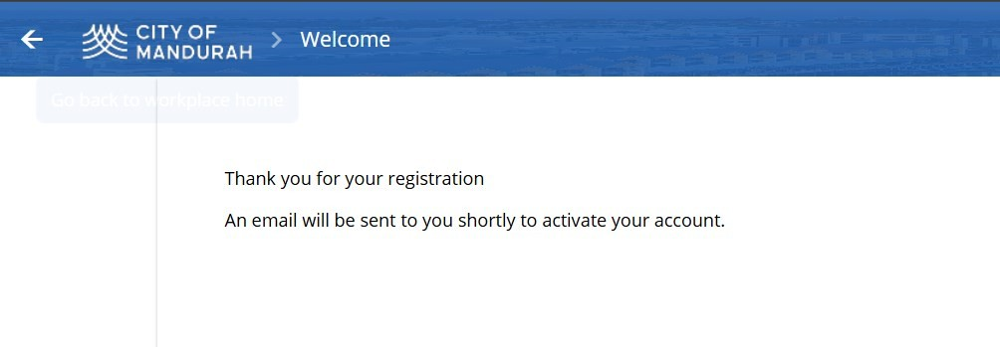 CITY OF
MANDURAH
Welcome
Go back to workplace home
Thank you for your registration
An email will be sent to you shortly to activate your account.